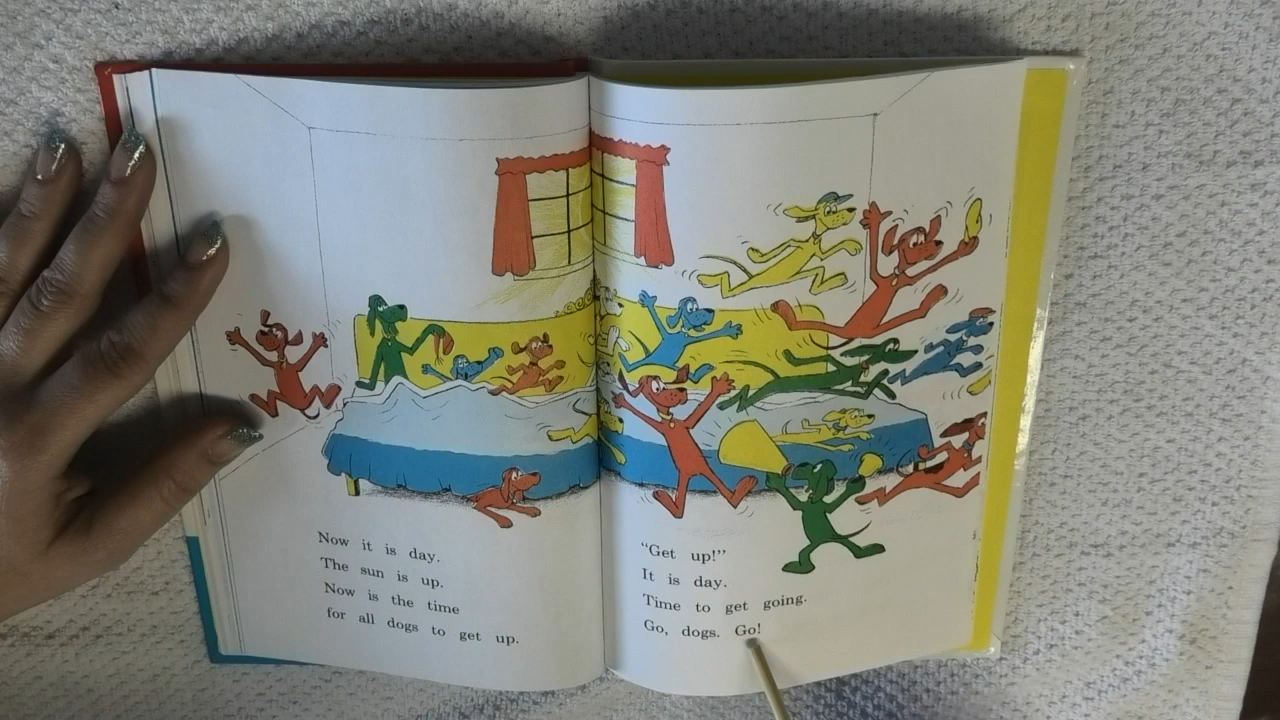 Now it is day.
The sun is up.
Now is the time
for all dogs to get up.
“Get up!”
It is day.
Time to get going.
Go, dogs. Go!